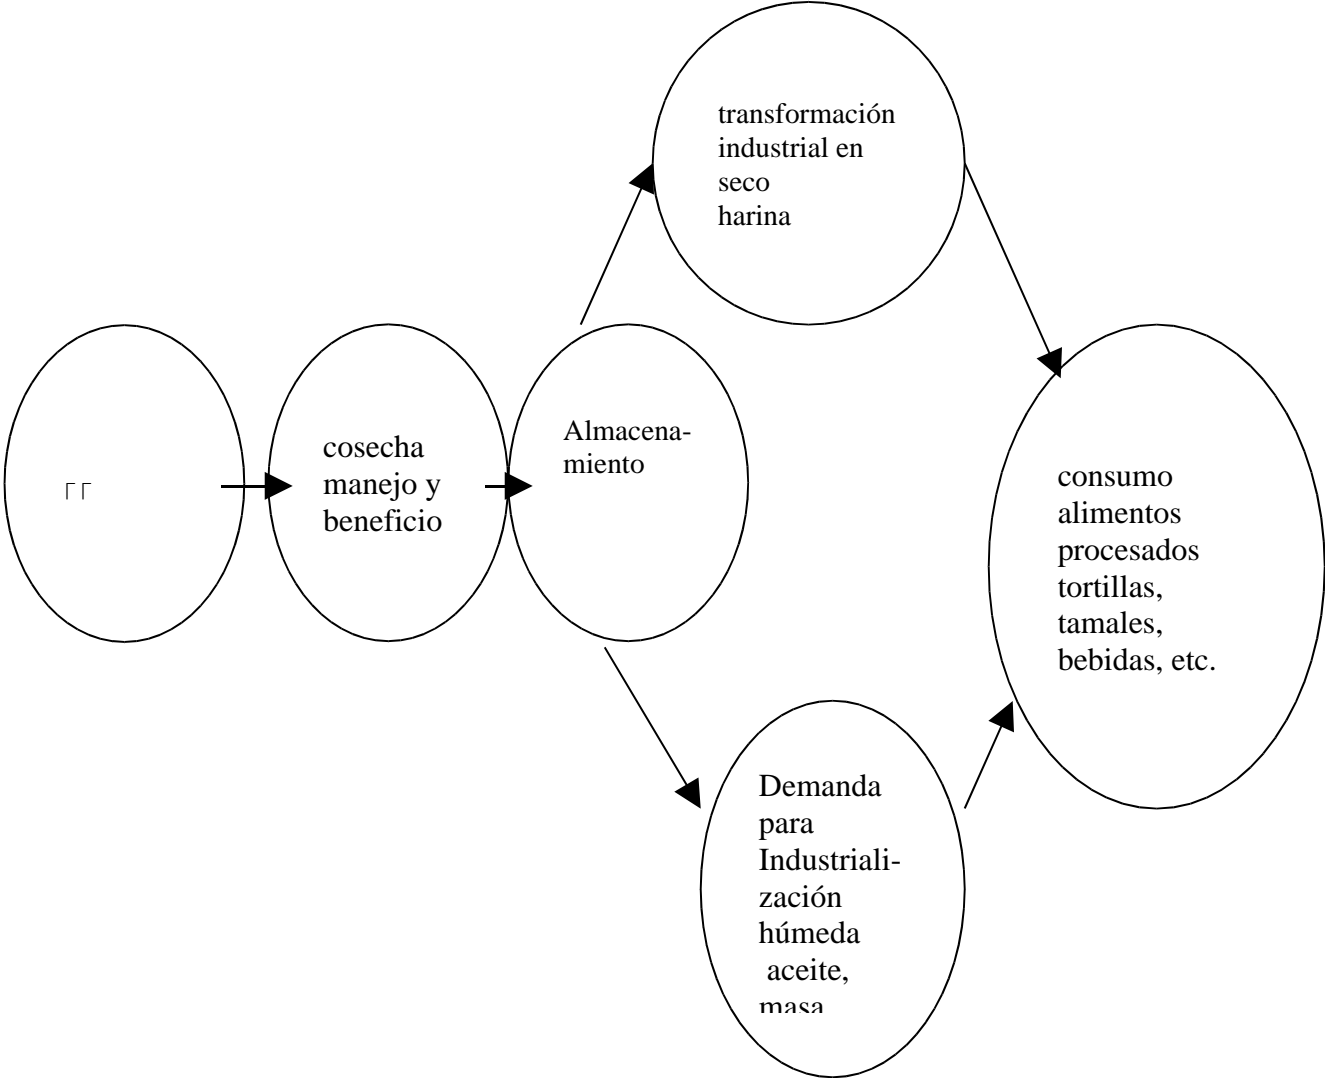 transformación
industrial en
seco
harina
cosecha
manejo y
beneficio
Almacena-
miento
consumo
alimentos
procesados
tortillas,
tamales,
bebidas, etc.
Demanda
para
Industriali-
zación
húmeda
aceite,
masa